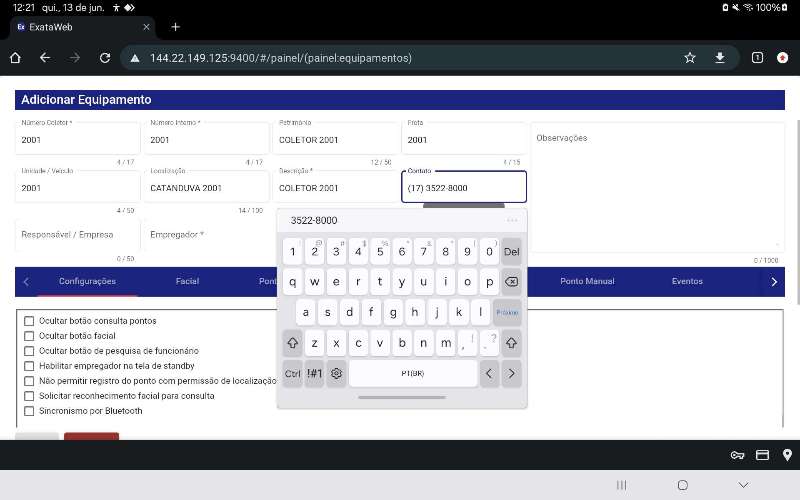 12:21 qui., 13 de jun. 100%
ExataWeb
144.22.149.125:9400/#/painel/(painel:equipamentos)
Adicionar Equipamento
Número Coletor * Número Interno * Patrimônio Frota
2001 2001 COLETOR 2001 2001 Observações
4 / 17 4 / 17 12 / 50 4 / 15
Unidade / Veículo Localização Descrição * Contato
2001 CATANDUVA 2001 COLETOR 2001 (17) 3522-8000
4 / 50 14 / 100
Responsável / Empresa Empregador *
0 / 50 0 / 1000
3522-8000 ...
Configurações Facial Pont Ponto Manual Eventos
1 2 3 4 5 6 7 8 9 0 Del
q w e r t y u i o p
a s d f g h j k l Próximo
z x c v b n m , ! . ?
Ctrl !#1 PT(BR) < >
Ocultar botão consulta pontos
Ocultar botão facial
Ocultar botão de pesquisa de funcionário
Habilitar empregador na tela de standby
Não permitir registro do ponto com permissão de localização
Solicitar reconhecimento facial para consulta
Sincronismo por Bluetooth